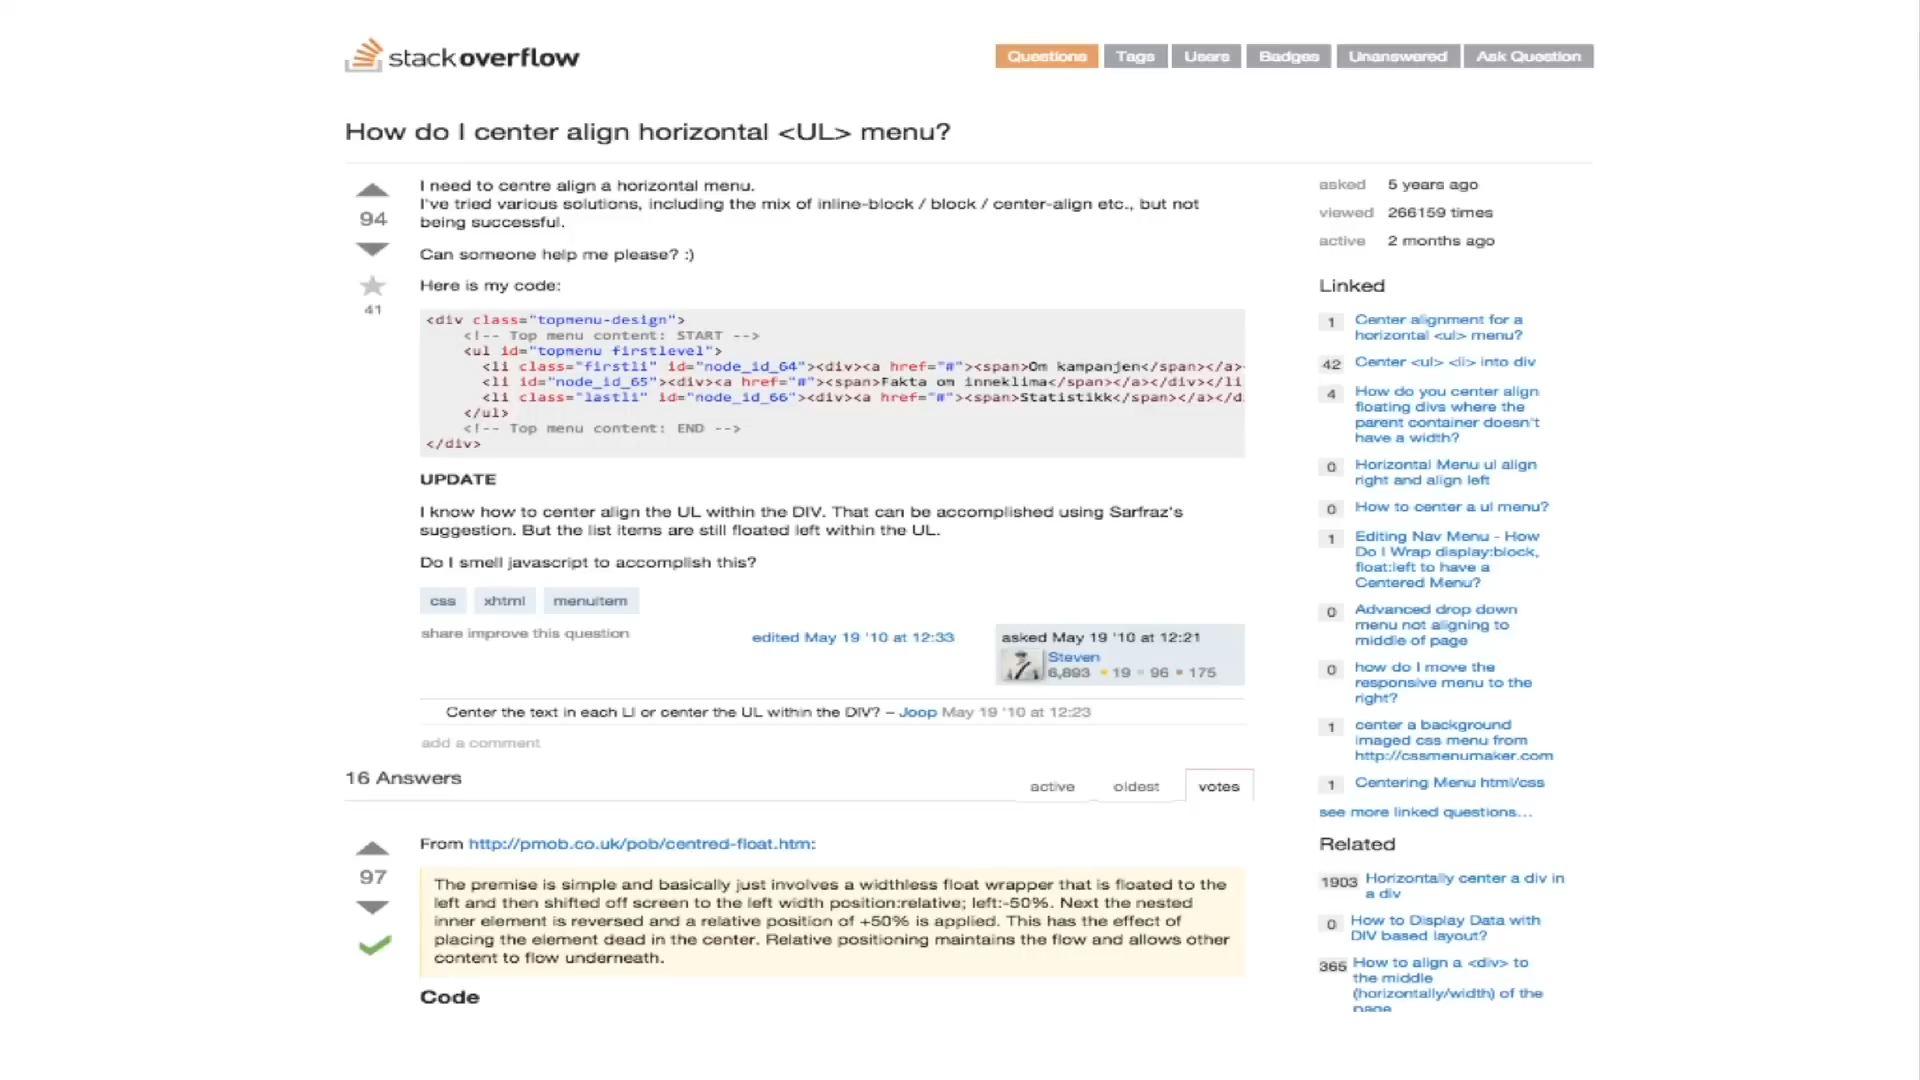 stackoverflow
Questions Tags Users Badges Unanswered Ask Question
How do I center align horizontal <UL> menu?
94
41
I need to centre align a horizontal menu.
I've tried various solutions, including the mix of inline-block / block / center-align etc., but not
being successful.
Can someone help me please? :)
Here is my code:
<div class="topmenu-design">
<!-- Top menu content: START -->
<ul id="topmenu firstlevel">
<li class="firstli" id="node_id_64"><div><a href="#"><span>Om kampanjen</span></a>
<li id="node_id_65"><div><a href="#"><span>Fakta om inneklima</span></a></div></li
<li class="lastli" id="node_id_66"><div><a href="#"><span>Statistikk</span></a></d
</ul>
<!-- Top menu content: END -->
</div>
UPDATE
I know how to center align the UL within the DIV. That can be accomplished using Sarfraz's
suggestion. But the list items are still floated left within the UL.
Do I smell javascript to accomplish this?
css xhtml menuitem
share improve this question
edited May 19 '10 at 12:33
asked May 19 '10 at 12:21
Steven
6,893 19 96 175
Center the text in each LI or center the UL within the DIV? – Joop May 19 '10 at 12:23
add a comment
16 Answers
active oldest votes
97
From http://pmob.co.uk/pob/centred-float.htm:
The premise is simple and basically just involves a widthless float wrapper that is floated to the
left and then shifted off screen to the left width position:relative; left:-50%. Next the nested
inner element is reversed and a relative position of +50% is applied. This has the effect of
placing the element dead in the center. Relative positioning maintains the flow and allows other
content to flow underneath.
Code
asked 5 years ago
viewed 266159 times
active 2 months ago
Linked
1 Center alignment for a
horizontal <ul> menu?
42 Center <ul> <li> into div
4 How do you center align
floating divs where the
parent container doesn't
have a width?
0 Horizontal Menu ul align
right and align left
0 How to center a ul menu?
1 Editing Nav Menu - How
Do I Wrap display:block,
float:left to have a
Centered Menu?
0 Advanced drop down
menu not aligning to
middle of page
0 how do I move the
responsive menu to the
right?
1 center a background
imaged css menu from
http://cssmenumaker.com
1 Centering Menu html/css
see more linked questions...
Related
1903 Horizontally center a div in
a div
0 How to Display Data with
DIV based layout?
365 How to align a <div> to
the middle
(horizontally/width) of the
page